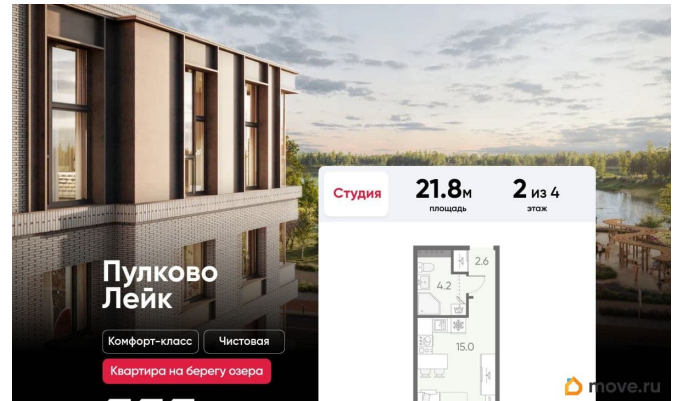 Студия
21.8м
площадь
2 из 4
этаж
2.6
4.2
15.0
Пулково
Лейк
Комфорт-класс
Чистовая
Квартира на берегу озера
move.ru